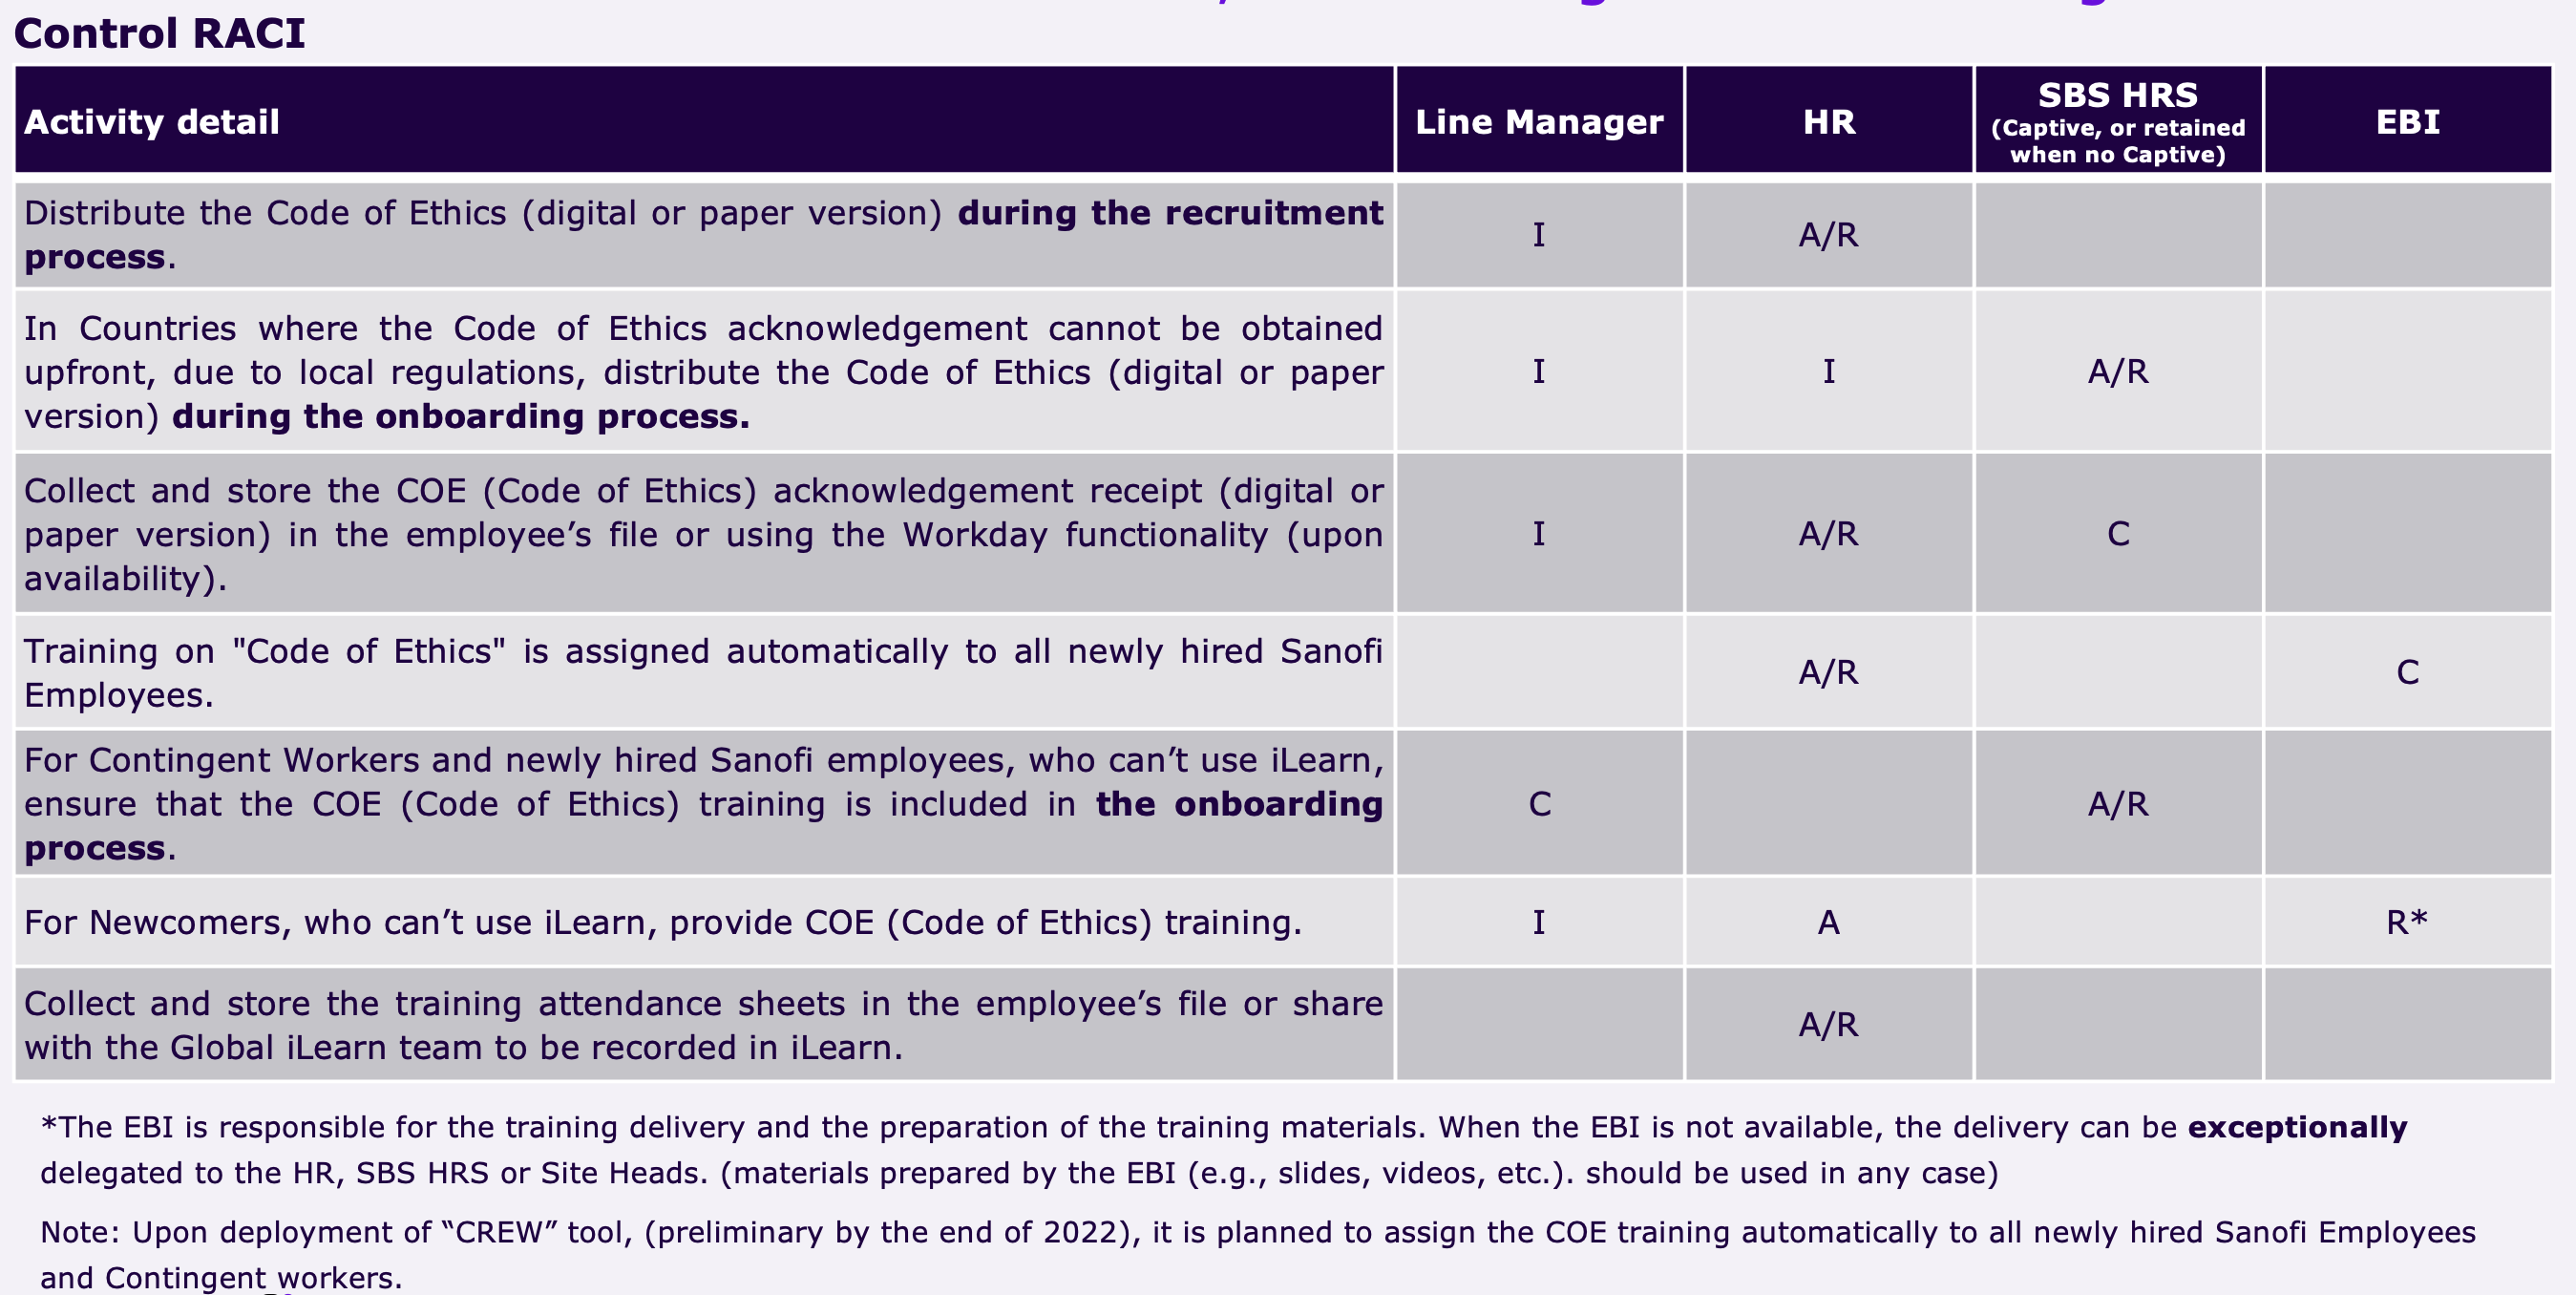 Control RACI
Activity detail
Line Manager
HR
SBS HRS
(Captive, or retained
when no Captive)
EBI
Distribute the Code of Ethics (digital or paper version) during the recruitment
process.
I
A/R
In Countries where the Code of Ethics acknowledgement cannot be obtained
upfront, due to local regulations, distribute the Code of Ethics (digital or paper
version) during the onboarding process.
I
I
A/R
Collect and store the COE (Code of Ethics) acknowledgement receipt (digital or
paper version) in the employee’s file or using the Workday functionality (upon
availability).
I
A/R
C
Training on "Code of Ethics" is assigned automatically to all newly hired Sanofi
Employees.
A/R
C
For Contingent Workers and newly hired Sanofi employees, who can’t use iLearn,
ensure that the COE (Code of Ethics) training is included in the onboarding
process.
C
A/R
For Newcomers, who can’t use iLearn, provide COE (Code of Ethics) training.
I
A
R*
Collect and store the training attendance sheets in the employee’s file or share
with the Global iLearn team to be recorded in iLearn.
A/R
*The EBI is responsible for the training delivery and the preparation of the training materials. When the EBI is not available, the delivery can be exceptionally
delegated to the HR, SBS HRS or Site Heads. (materials prepared by the EBI (e.g., slides, videos, etc.). should be used in any case)
Note: Upon deployment of “CREW” tool, (preliminary by the end of 2022), it is planned to assign the COE training automatically to all newly hired Sanofi Employees
and Contingent workers.